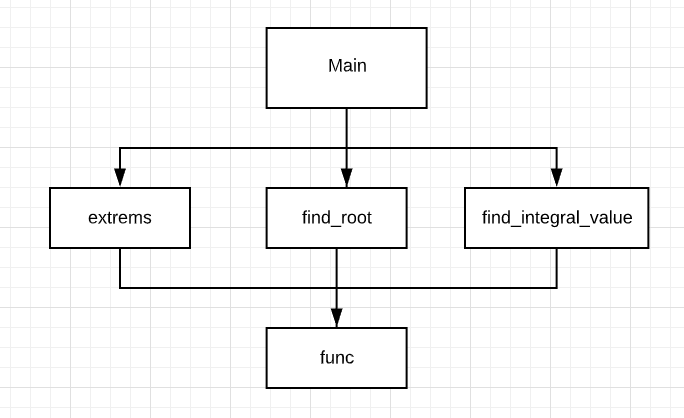 Main
extrems
find_root
find_integral_value
func